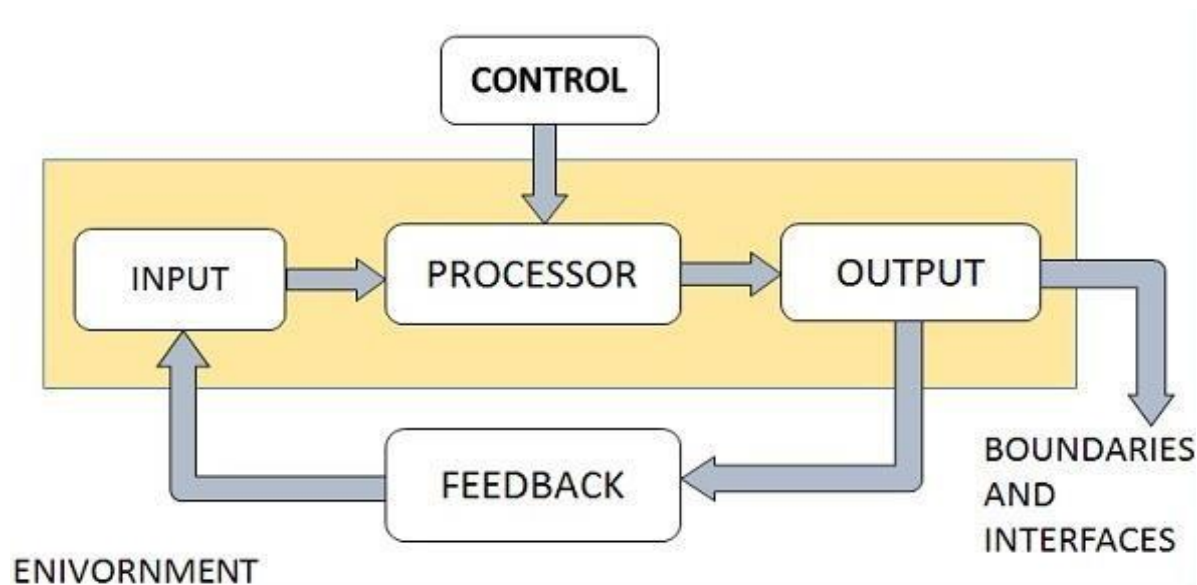 CONTROL
INPUT
PROCESSOR
OUTPUT
FEEDBACK
BOUNDARIES
AND
INTERFACES
ENIVORNMENT